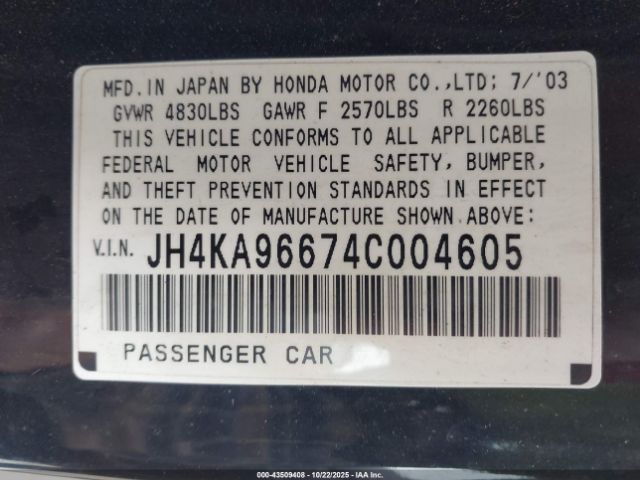 MFD. IN JAPAN BY HONDA MOTOR CO.,LTD; 7/'03
GVWR 4830LBS GAWR F 2570LBS R 2260LBS
THIS VEHICLE CONFORMS TO ALL APPLICABLE
FEDERAL MOTOR VEHICLE SAFETY, BUMPER,
AND THEFT PREVENTION STANDARDS IN EFFECT
ON THE DATE OF MANUFACTURE SHOWN ABOVE:
V.I.N. JH4KA96674C004605
PASSENGER CAR
000-43509408 - 10/22/2025 - IAAI.COM